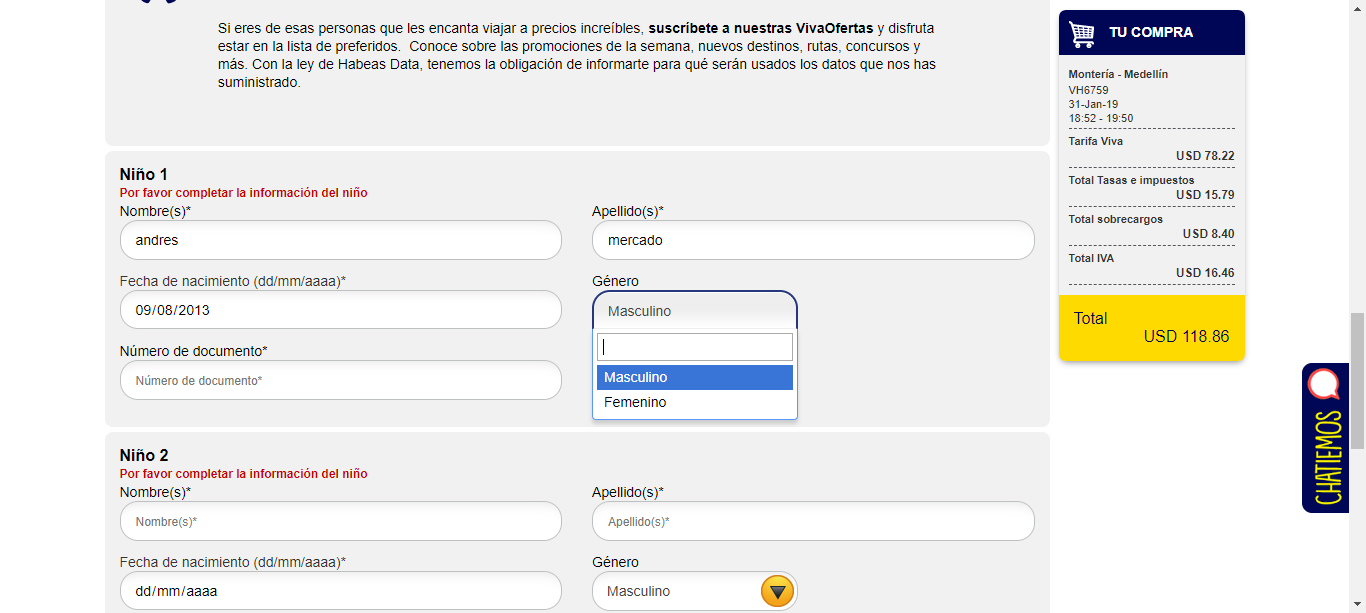 Si eres de esas personas que les encanta viajar a precios increíbles, suscríbete a nuestras VivaOfertas y disfruta
estar en la lista de preferidos. Conoce sobre las promociones de la semana, nuevos destinos, rutas, concursos y
más. Con la ley de Habeas Data, tenemos la obligación de informarte para qué serán usados los datos que nos has
suministrado.
Niño 1
Por favor completar la información del niño
Nombre(s)*
Apellido(s)*
andres
mercado
Fecha de nacimiento (dd/mm/aaaa)*
Género
09/08/2013
Masculino
Número de documento*
Número de documento*
Masculino
Femenino
Niño 2
Por favor completar la información del niño
Nombre(s)*
Apellido(s)*
Nombre(s)*
Apellido(s)*
Fecha de nacimiento (dd/mm/aaaa)*
Género
dd/mm/aaaa
Masculino
TU COMPRA
Montería - Medellín
VH6759
31-Jan-19
18:52 - 19:50
Tarifa Viva
USD 78.22
Total Tasas e impuestos
USD 15.79
Total sobrecargos
USD 8.40
Total IVA
USD 16.46
Total
USD 118.86
CHATIEMOS